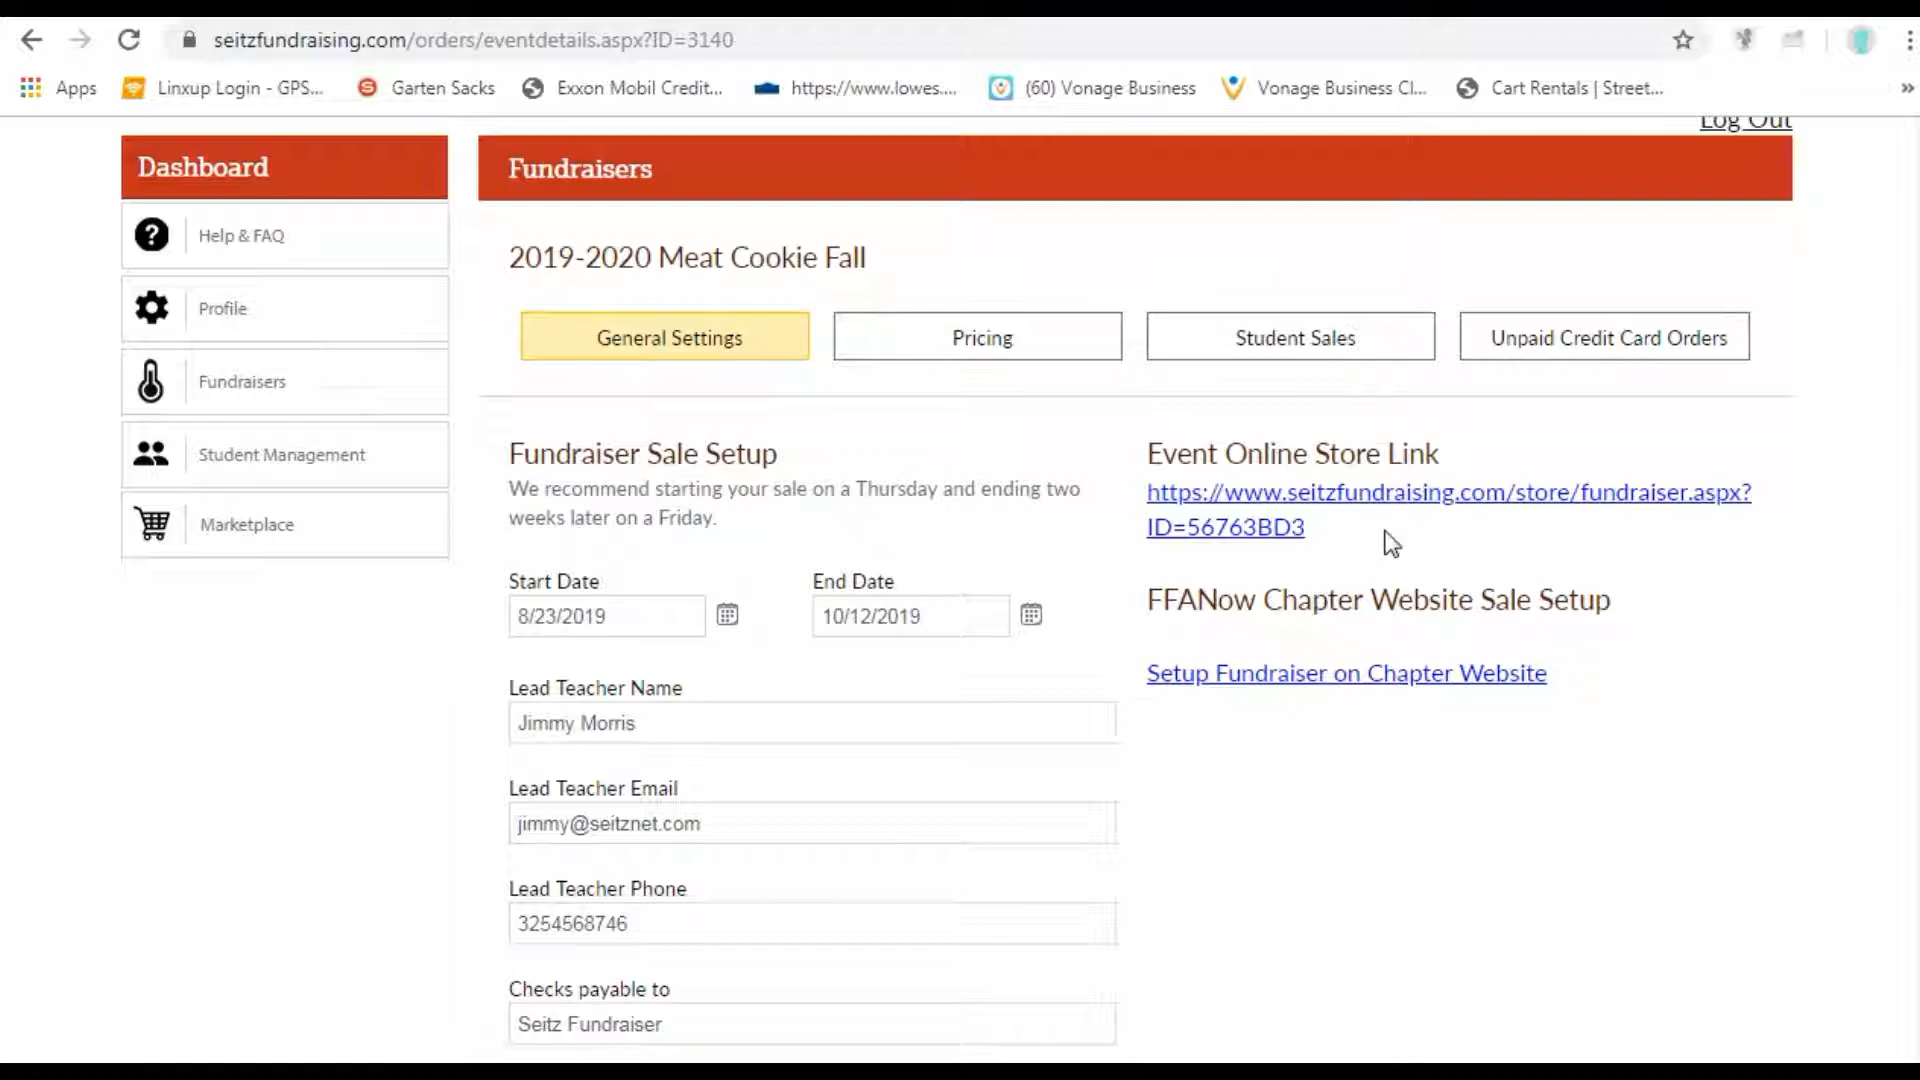 seitzfundraising.com/orders/eventdetails.aspx?ID=3140
Apps
Linxup Login - GPS...
Garten Sacks
Exxon Mobil Credit...
https://www.lowes....
(60) Vonage Business
Vonage Business Cl...
Cart Rentals | Street...
»
Log Out
Dashboard
Help & FAQ
Profile
Fundraisers
Student Management
Marketplace
Fundraisers
2019-2020 Meat Cookie Fall
General Settings
Pricing
Student Sales
Unpaid Credit Card Orders
Fundraiser Sale Setup
We recommend starting your sale on a Thursday and ending two
weeks later on a Friday.
Start Date
8/23/2019
End Date
10/12/2019
Lead Teacher Name
Jimmy Morris
Lead Teacher Email
jimmy@seitznet.com
Lead Teacher Phone
3254568746
Checks payable to
Seitz Fundraiser
Event Online Store Link
https://www.seitzfundraising.com/store/fundraiser.aspx?
ID=56763BD3
FFANow Chapter Website Sale Setup
Setup Fundraiser on Chapter Website